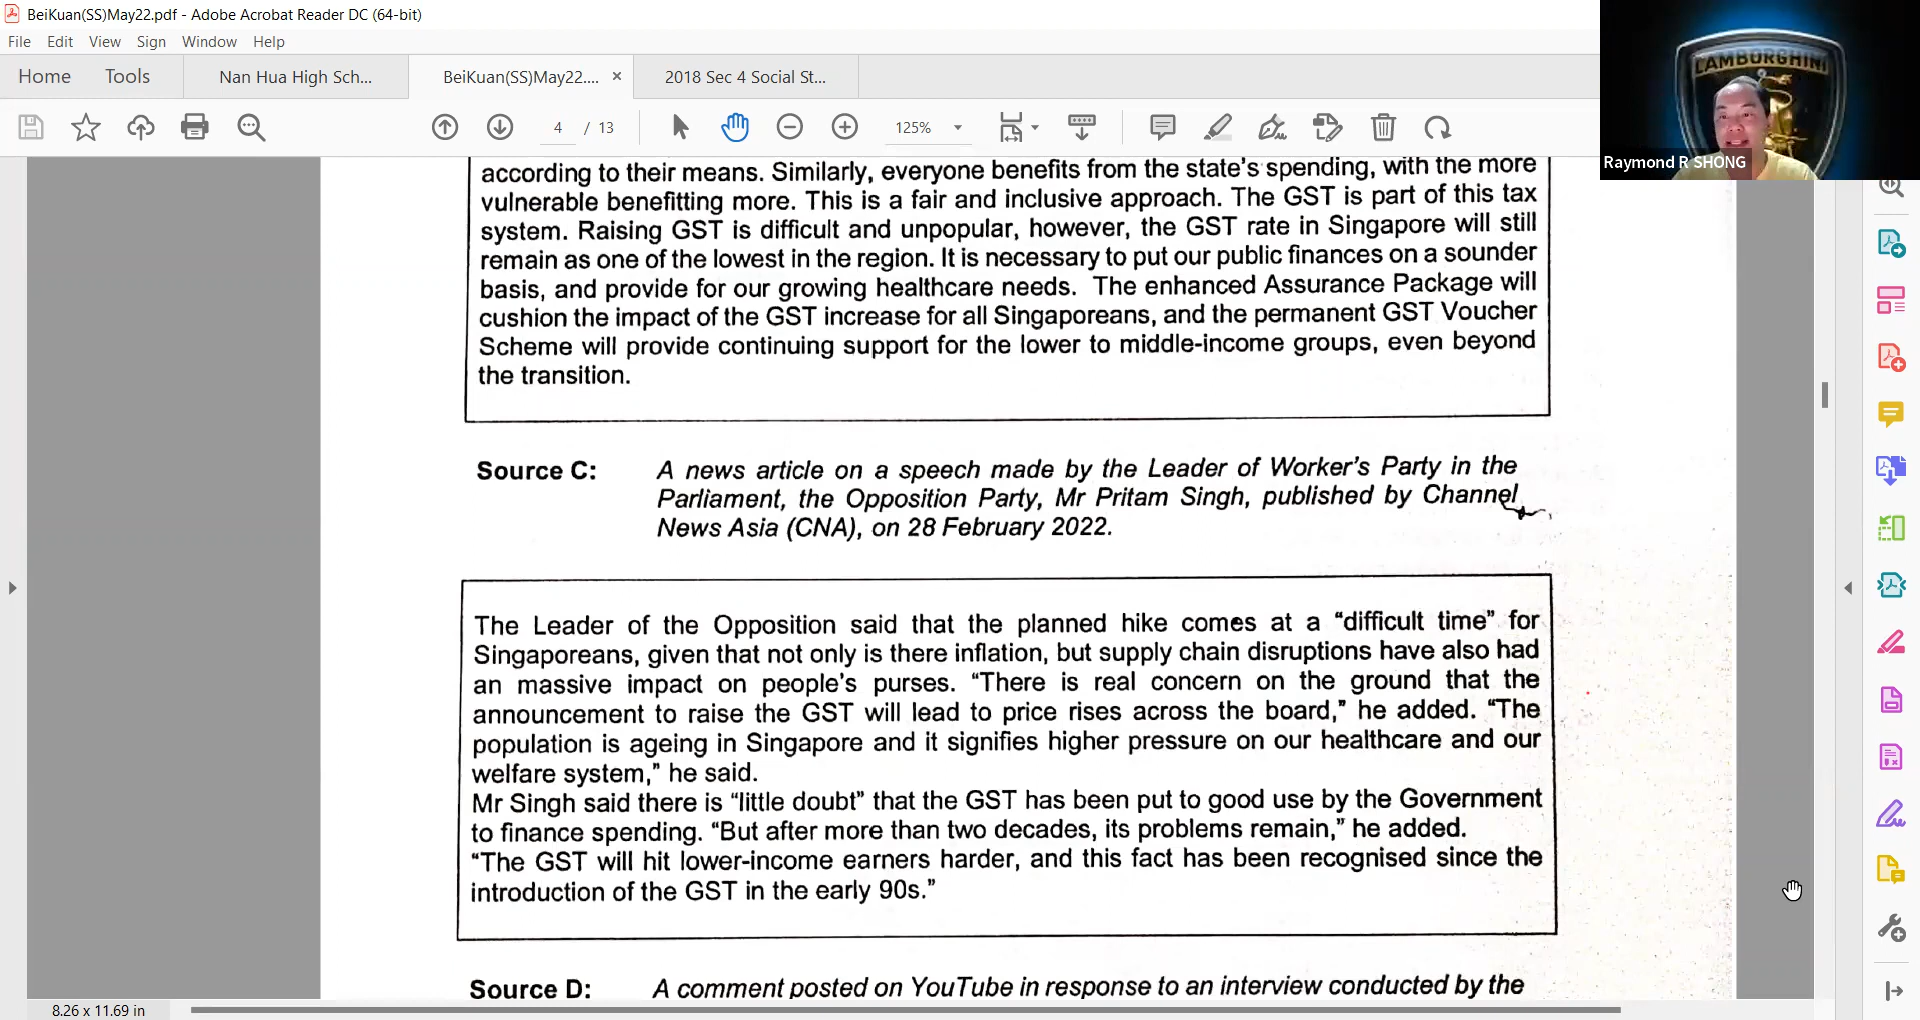 BeiKuan(SS)May22.pdf - Adobe Acrobat Reader DC (64-bit)
File Edit View Sign Window Help
Home Tools Nan Hua High Sch... BeiKuan(SS)May22.... × 2018 Sec 4 Social St...
4 / 13 125%
LAMBORGHINI
Raymond R SHONG
according to their means. Similarly, everyone benefits from the state's spending, with the more
vulnerable benefitting more. This is a fair and inclusive approach. The GST is part of this tax
system. Raising GST is difficult and unpopular, however, the GST rate in Singapore will still
remain as one of the lowest in the region. It is necessary to put our public finances on a sounder
basis, and provide for our growing healthcare needs. The enhanced Assurance Package will
cushion the impact of the GST increase for all Singaporeans, and the permanent GST Voucher
Scheme will provide continuing support for the lower to middle-income groups, even beyond
the transition.
Source C: A news article on a speech made by the Leader of Worker's Party in the
Parliament, the Opposition Party, Mr Pritam Singh, published by Channel
News Asia (CNA), on 28 February 2022.
The Leader of the Opposition said that the planned hike comes at a “difficult time” for
Singaporeans, given that not only is there inflation, but supply chain disruptions have also had
an massive impact on people's purses. “There is real concern on the ground that the
announcement to raise the GST will lead to price rises across the board,” he added. “The
population is ageing in Singapore and it signifies higher pressure on our healthcare and our
welfare system,” he said.
Mr Singh said there is “little doubt” that the GST has been put to good use by the Government
to finance spending. “But after more than two decades, its problems remain,” he added.
“The GST will hit lower-income earners harder, and this fact has been recognised since the
introduction of the GST in the early 90s.”
Source D: A comment posted on YouTube in response to an interview conducted by the
8.26 x 11.69 in